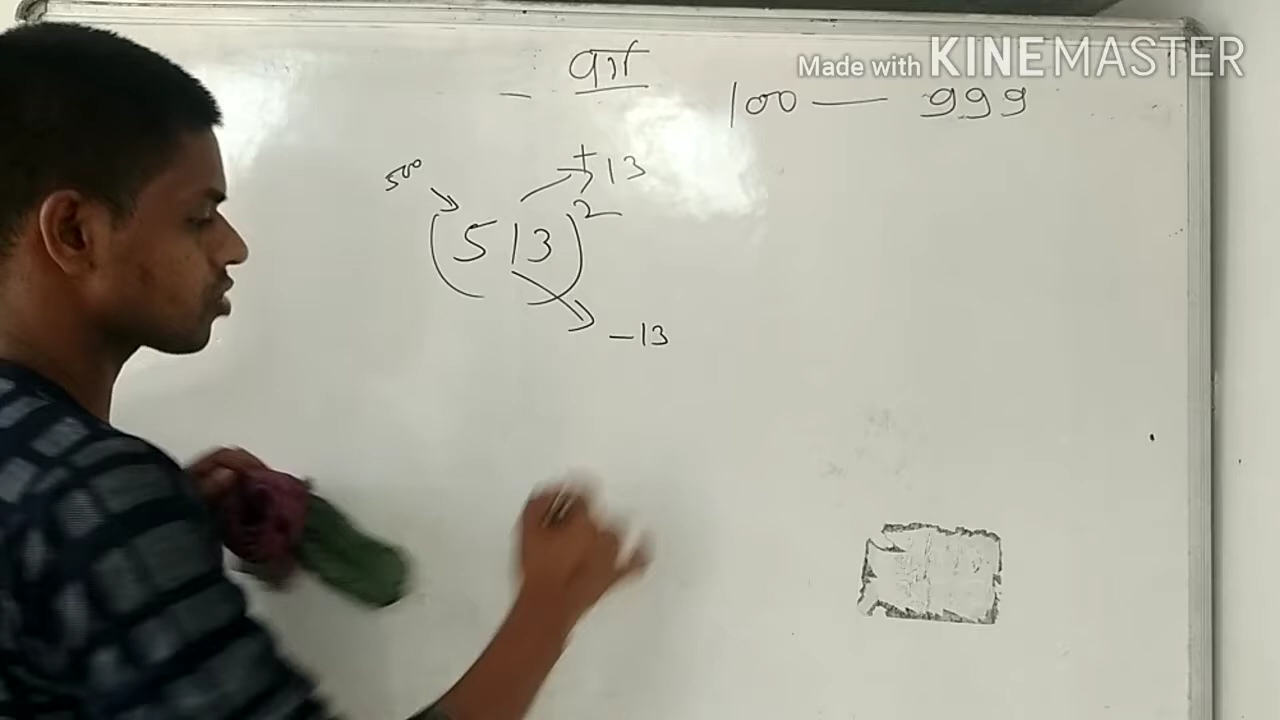 Made with KINEMASTER
- वर्ग
100 — 999
500
+13
(513)²
-13